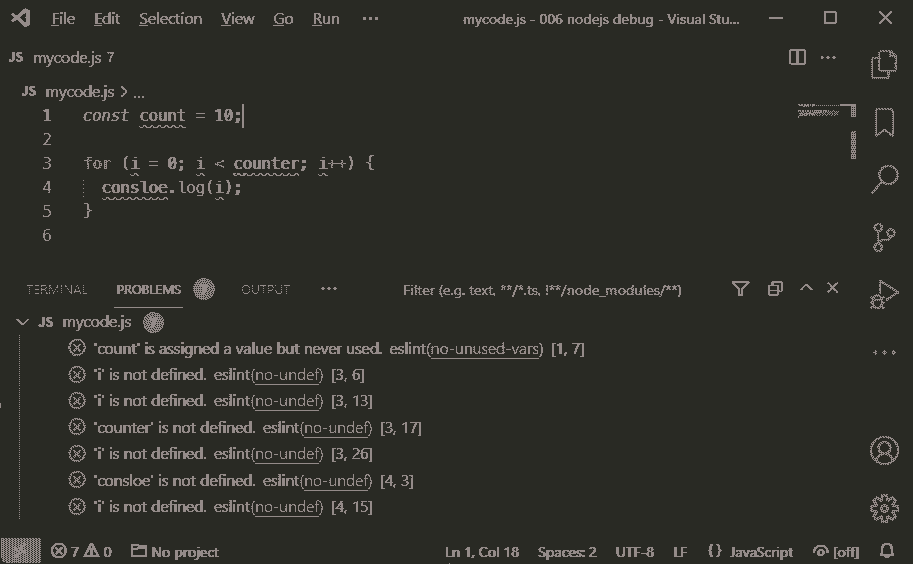 File Edit Selection View Go Run ··· mycode.js - 006 nodejs debug - Visual Stu...
JS mycode.js 7
JS mycode.js > ...
1 const count = 10;
2
3 for (i = 0; i < counter; i++) {
4 consloe.log(i);
5 }
6
TERMINAL PROBLEMS 7 OUTPUT ··· Filter (e.g. text, **/*.ts, !**/node_modules/**)
JS mycode.js 7
'count' is assigned a value but never used. eslint(no-unused-vars) [1, 7]
'i' is not defined. eslint(no-undef) [3, 6]
'i' is not defined. eslint(no-undef) [3, 13]
'counter' is not defined. eslint(no-undef) [3, 17]
'i' is not defined. eslint(no-undef) [3, 26]
'consloe' is not defined. eslint(no-undef) [4, 3]
'i' is not defined. eslint(no-undef) [4, 15]
7 0 No project Ln 1, Col 18 Spaces: 2 UTF-8 LF {} JavaScript [off]